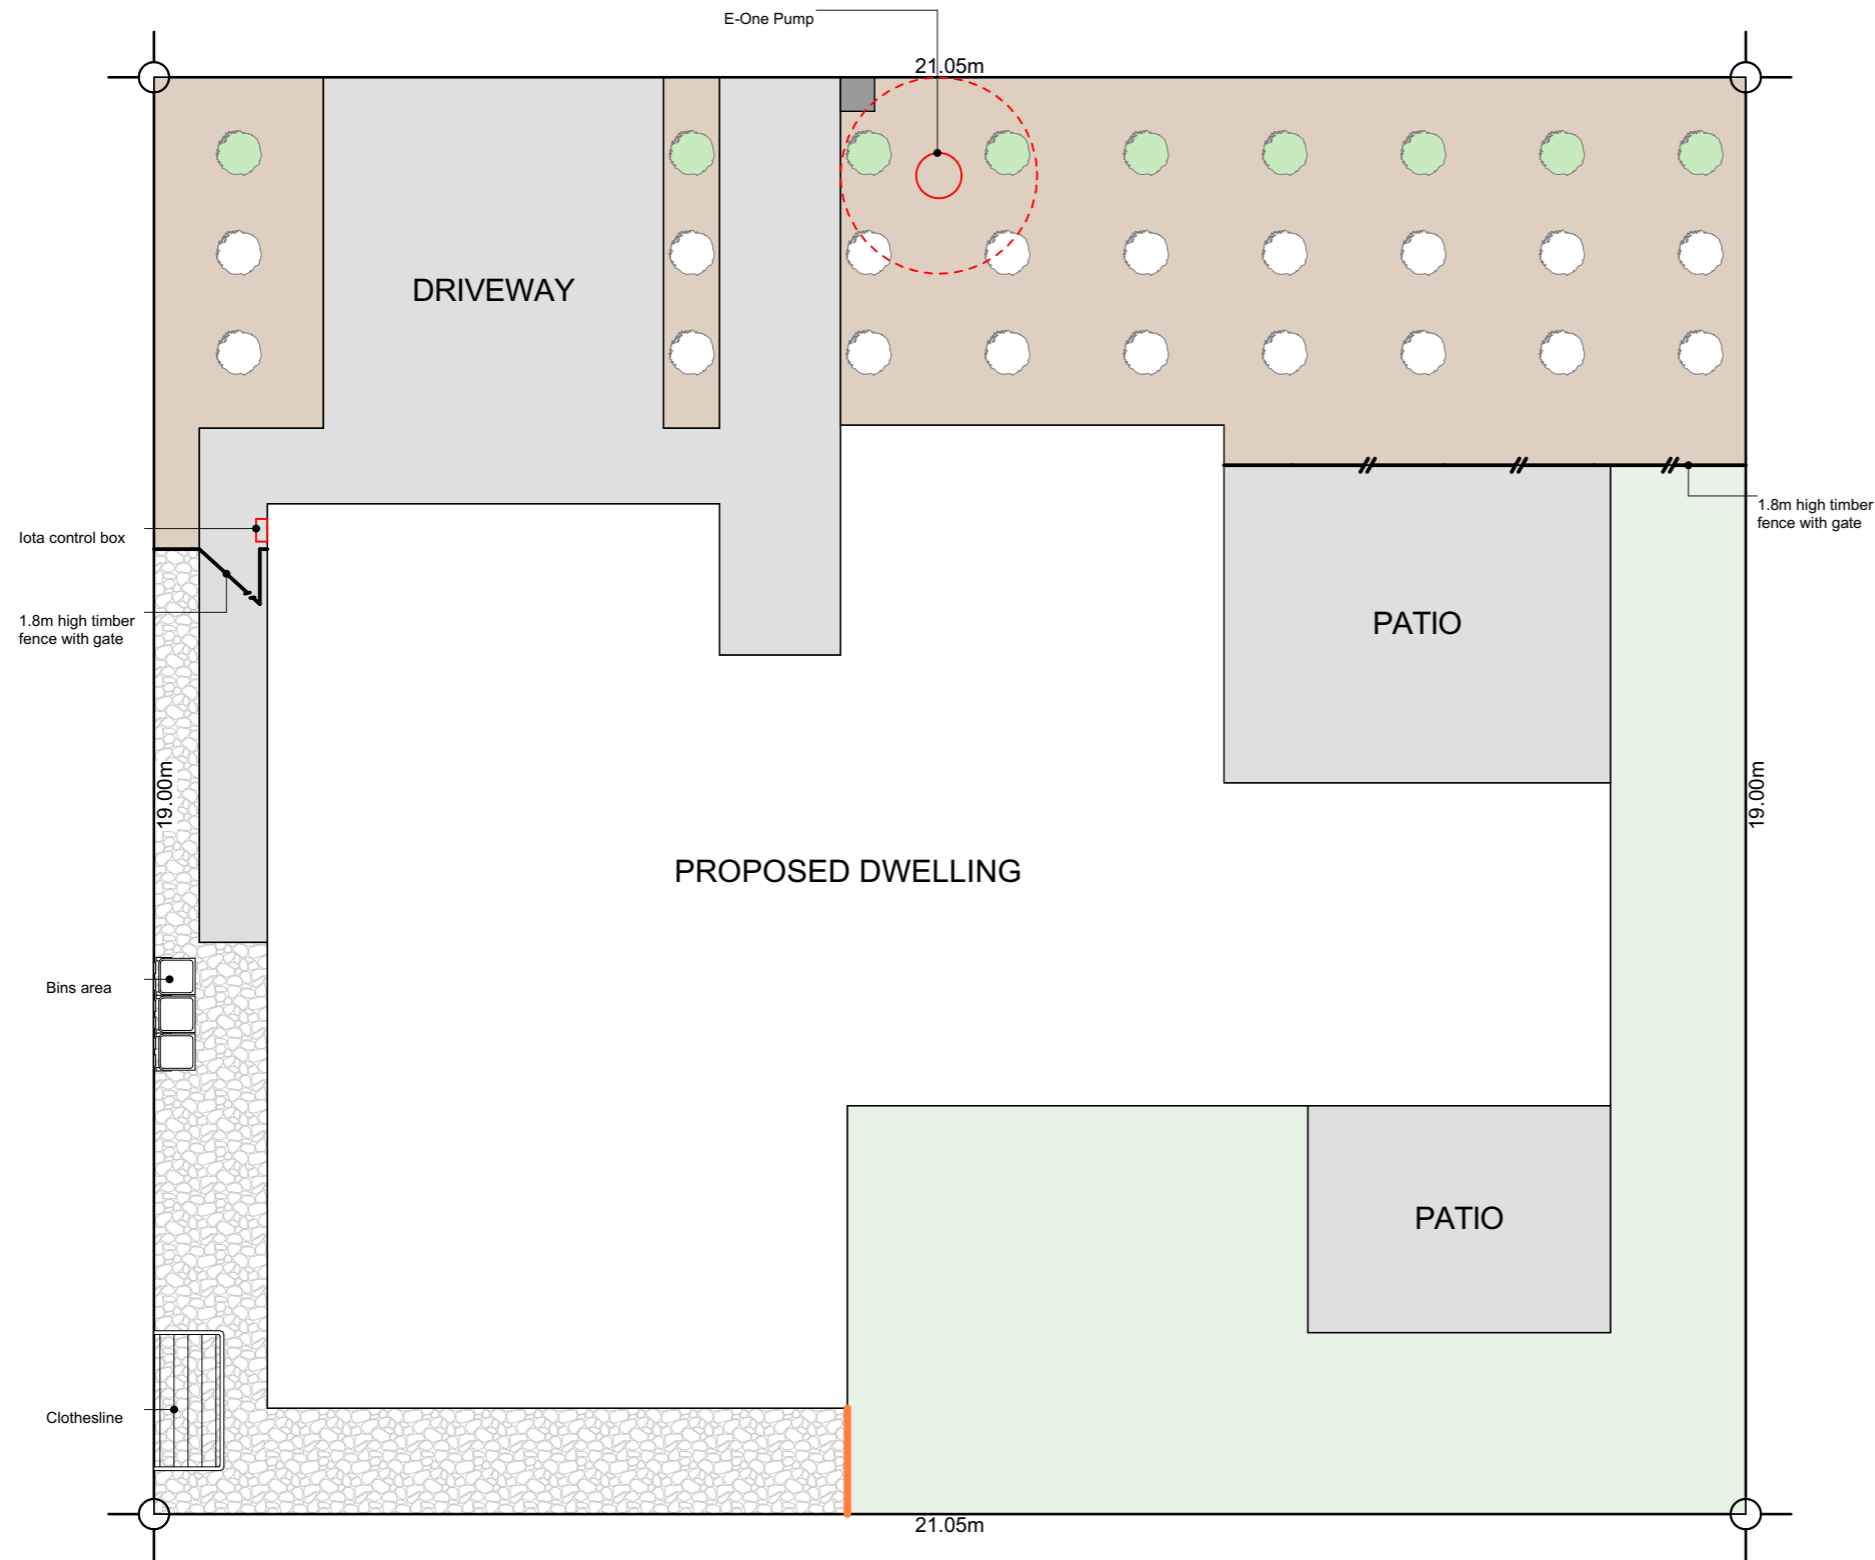 E-One Pump
21.05m
DRIVEWAY
Iota control box
1.8m high timber
fence with gate
1.8m high timber
fence with gate
PATIO
19.00m
19.00m
PROPOSED DWELLING
Bins area
PATIO
Clothesline
21.05m